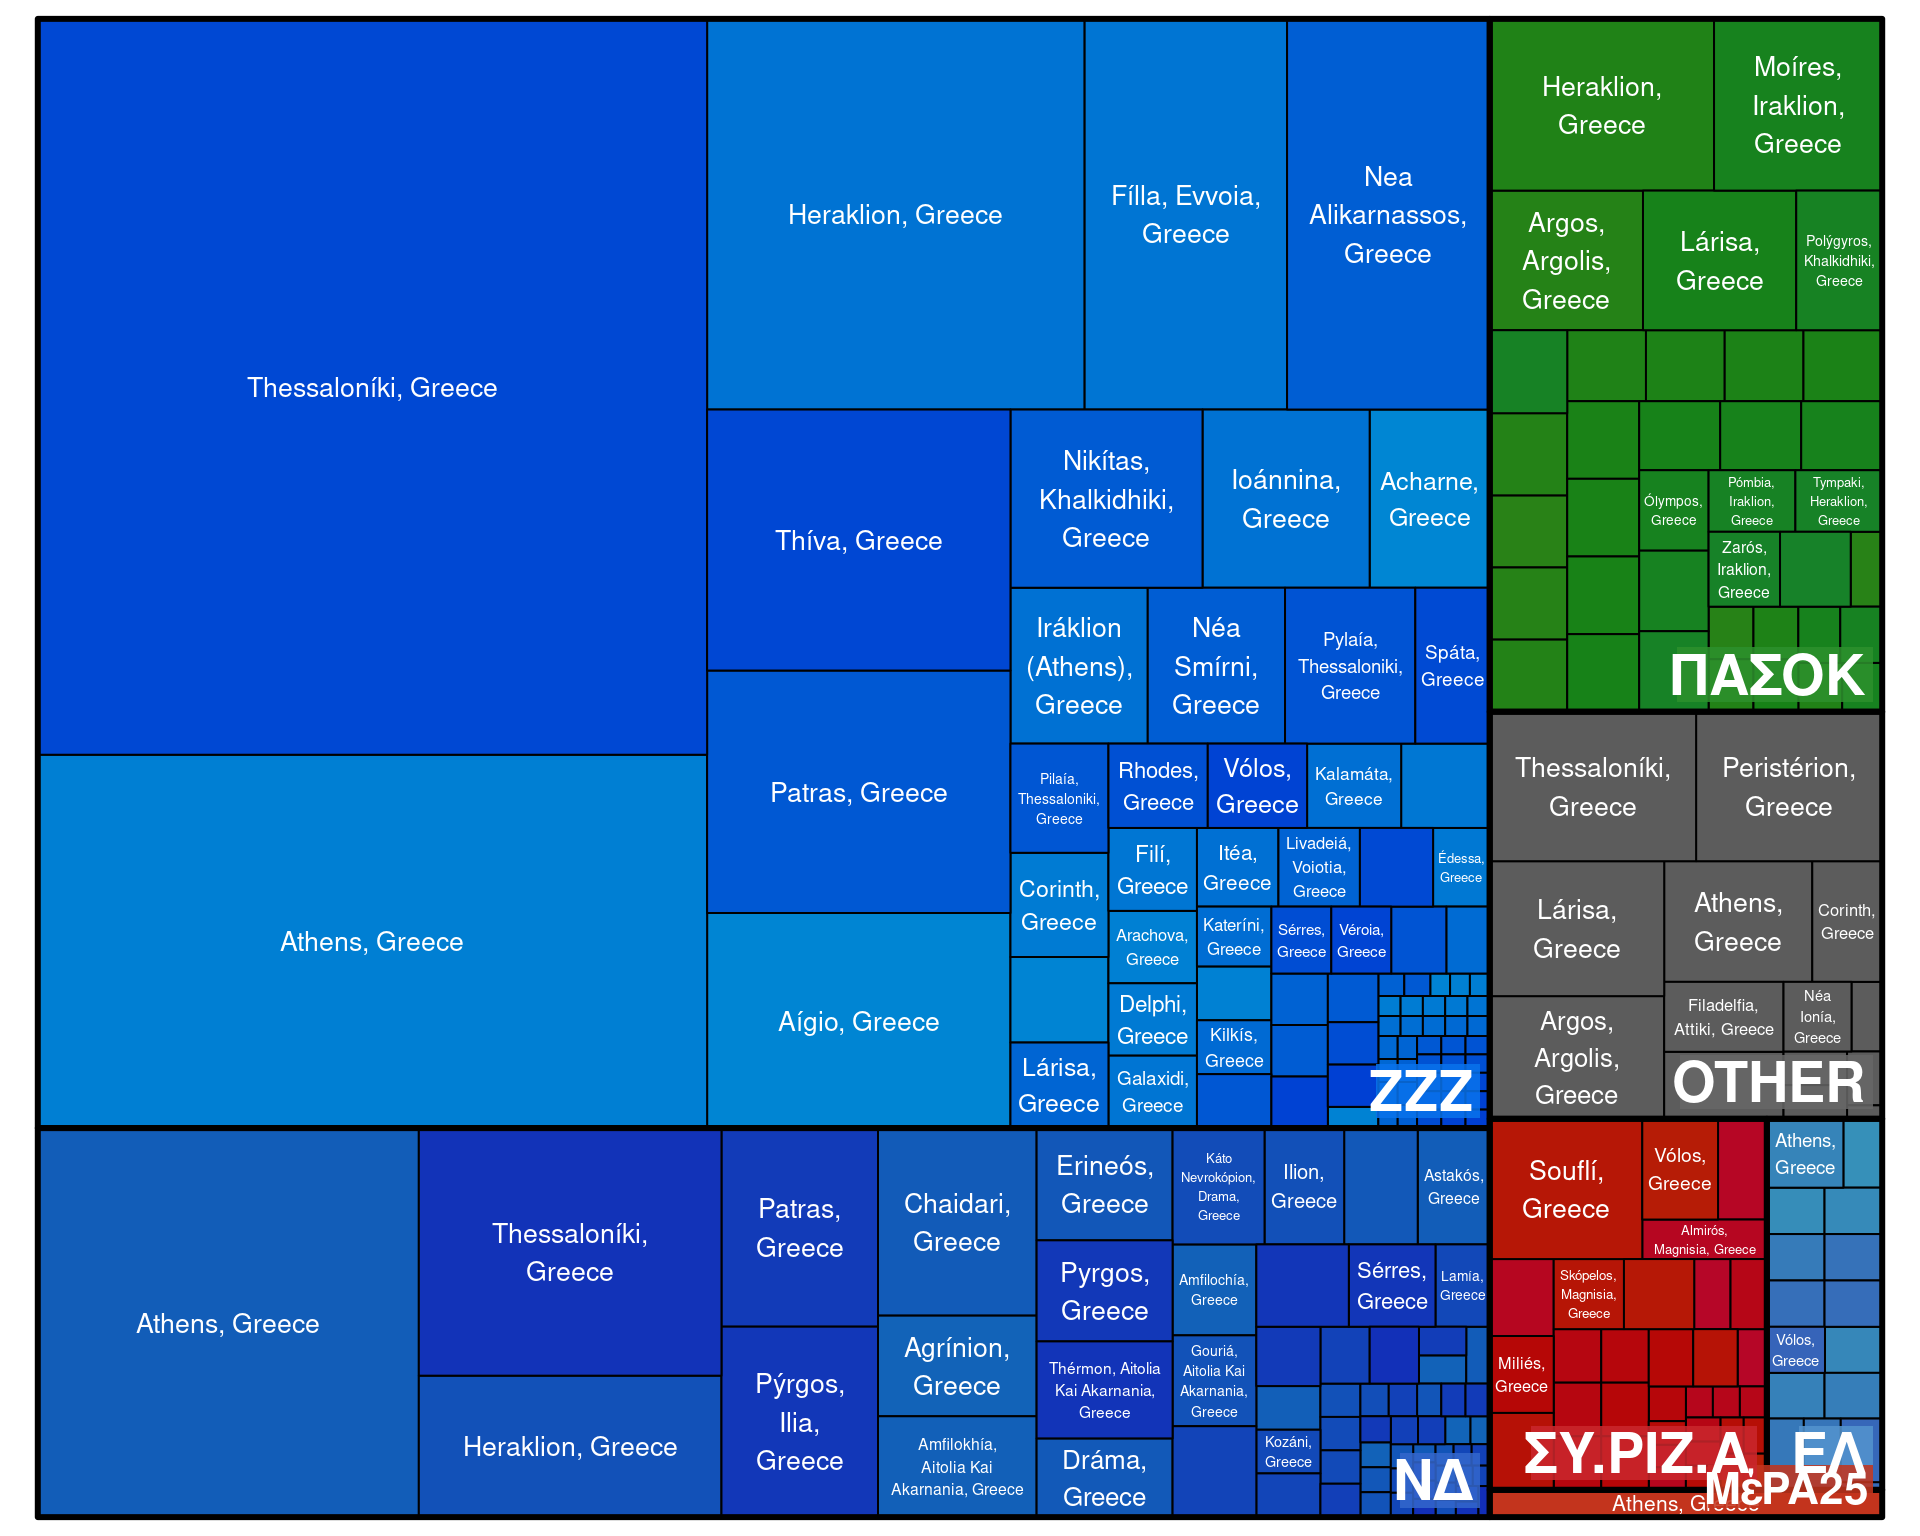 Thessaloníki, Greece
Athens, Greece
Heraklion, Greece
Fílla, Evvoia,
Greece
Nea
Alikarnassos,
Greece
Thíva, Greece
Patras, Greece
Aígio, Greece
Nikítas,
Khalkidhiki,
Greece
Ioánnina,
Greece
Acharne,
Greece
Iráklion
(Athens),
Greece
Néa
Smírni,
Greece
Pylaía,
Thessaloniki,
Greece
Spáta,
Greece
Pilaía,
Thessaloniki,
Greece
Rhodes,
Greece
Vólos,
Greece
Kalamáta,
Greece
Corinth,
Greece
Filí,
Greece
Itéa,
Greece
Livadeiá,
Voiotia,
Greece
Édessa,
Greece
Arachova,
Greece
Kateríni,
Greece
Sérres,
Greece
Véroia,
Greece
Delphi,
Greece
Kilkís,
Greece
Lárisa,
Greece
Galaxidi,
Greece
ZZZ
Athens, Greece
Thessaloníki,
Greece
Heraklion, Greece
Patras,
Greece
Pýrgos,
Ilia,
Greece
Chaidari,
Greece
Agrínion,
Greece
Amfilokhía,
Aitolia Kai
Akarnania, Greece
Erineós,
Greece
Pyrgos,
Greece
Thérmon, Aitolia
Kai Akarnania,
Greece
Dráma,
Greece
Káto
Nevrokópion,
Drama,
Greece
Ilion,
Greece
Astakós,
Greece
Amfilochía,
Greece
Sérres,
Greece
Lamía,
Greece
Gouriá,
Aitolia Kai
Akarnania,
Greece
Kozáni,
Greece
ΝΔ
Heraklion,
Greece
Moíres,
Iraklion,
Greece
Argos,
Argolis,
Greece
Lárisa,
Greece
Polýgyros,
Khalkidhiki,
Greece
Ólympos,
Greece
Pómbia,
Iraklion,
Greece
Tympaki,
Heraklion,
Greece
Zarós,
Iraklion,
Greece
ΠΑΣΟΚ
Thessaloníki,
Greece
Peristérion,
Greece
Lárisa,
Greece
Athens,
Greece
Corinth,
Greece
Argos,
Argolis,
Greece
Filadelfia,
Attiki, Greece
Néa
Ionía,
Greece
OTHER
Souflí,
Greece
Vólos,
Greece
Almirós,
Magnisia, Greece
Skópelos,
Magnisia,
Greece
Miliés,
Greece
ΣΥ.ΡΙΖ.Α.
Athens,
Greece
Vólos,
Greece
ΕΛ
Athens, Greece
ΜέΡΑ25